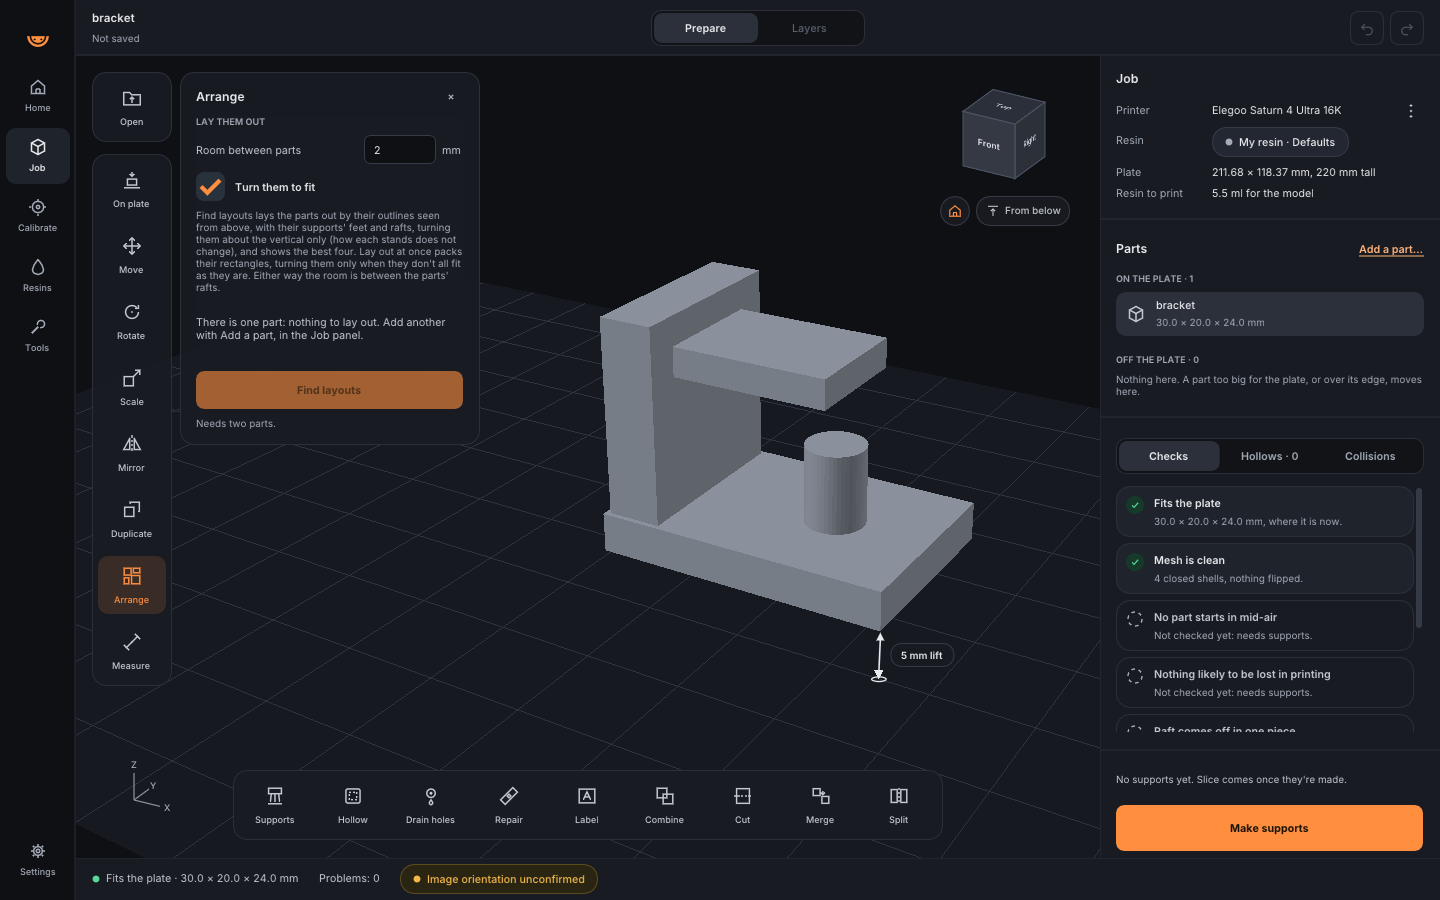 bracket
Not saved
Prepare
Layers
Home
Job
Calibrate
Resins
Tools
Settings
Open
On plate
Move
Rotate
Scale
Mirror
Duplicate
Arrange
Measure
Arrange
×
LAY THEM OUT
Room between parts
2
mm
Turn them to fit
Find layouts lays the parts out by their outlines seen
from above, with their supports' feet and rafts, turning
them about the vertical only (how each stands does not
change), and shows the best four. Lay out at once packs
their rectangles, turning them only when they don't all fit
as they are. Either way the room is between the parts'
rafts.
There is one part: nothing to lay out. Add another
with Add a part, in the Job panel.
Find layouts
Needs two parts.
Top
Front
Right
From below
5 mm lift
Z
Y
X
Supports
Hollow
Drain holes
Repair
Label
Combine
Cut
Merge
Split
Job
Printer
Elegoo Saturn 4 Ultra 16K
Resin
My resin · Defaults
Plate
211.68 × 118.37 mm, 220 mm tall
Resin to print
5.5 ml for the model
Parts
Add a part...
ON THE PLATE · 1
bracket
30.0 × 20.0 × 24.0 mm
OFF THE PLATE · 0
Nothing here. A part too big for the plate, or over its edge, moves
here.
Checks
Hollows · 0
Collisions
Fits the plate
30.0 × 20.0 × 24.0 mm, where it is now.
Mesh is clean
4 closed shells, nothing flipped.
No part starts in mid-air
Not checked yet: needs supports.
Nothing likely to be lost in printing
Not checked yet: needs supports.
Raft comes off in one piece
No supports yet. Slice comes once they're made.
Make supports
Fits the plate · 30.0 × 20.0 × 24.0 mm
Problems: 0
Image orientation unconfirmed